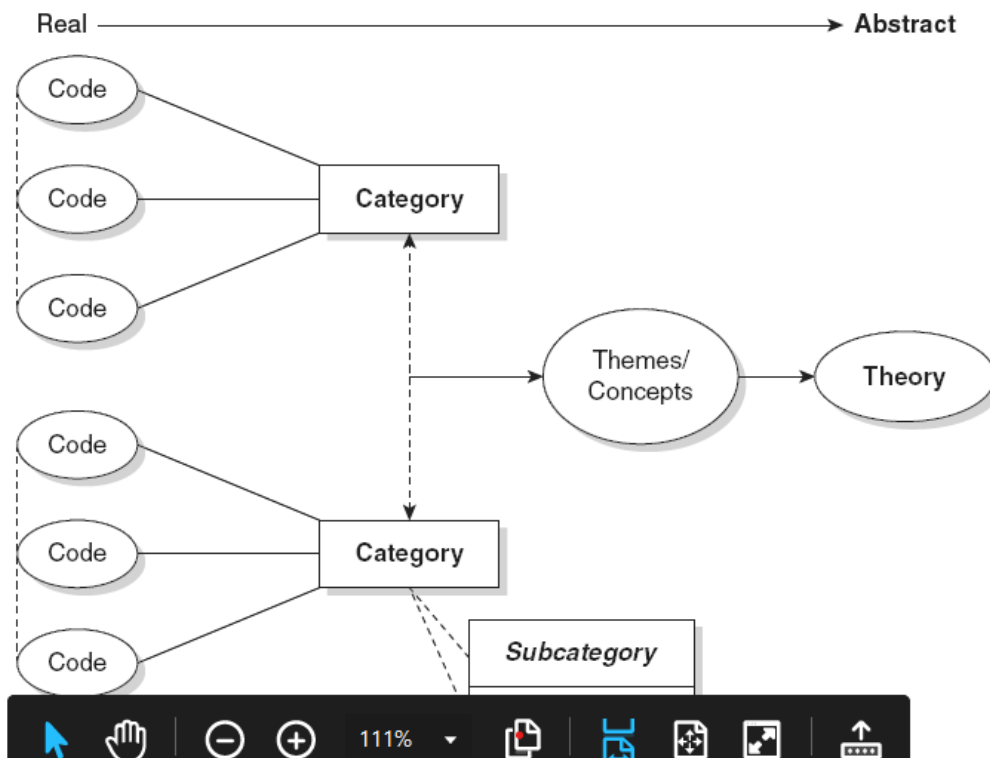 Real
Abstract
Code
Code
Category
Code
Themes/
Concepts
Theory
Code
Code
Category
Code
Subcategory
111%